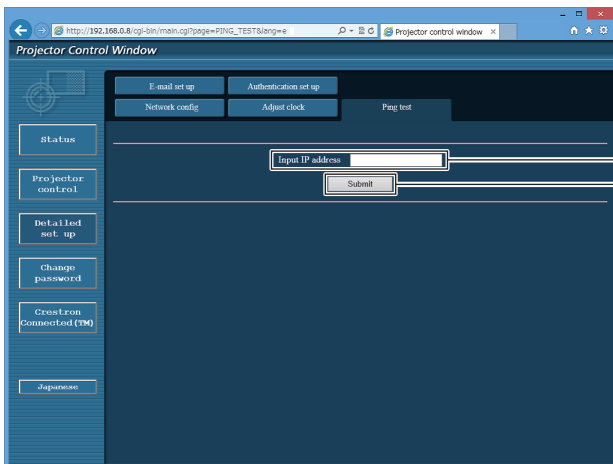 http://192.168.0.8/cgi-bin/main.cgi?page=PING_TEST&lang=e
Projector control window
Projector Control Window
E-mail set up
Authentication set up
Network config
Adjust clock
Ping test
Status
Input IP address
Submit
Projector
control
Detailed
set up
Change
password
Crestron
Connected(TM)
Japanese